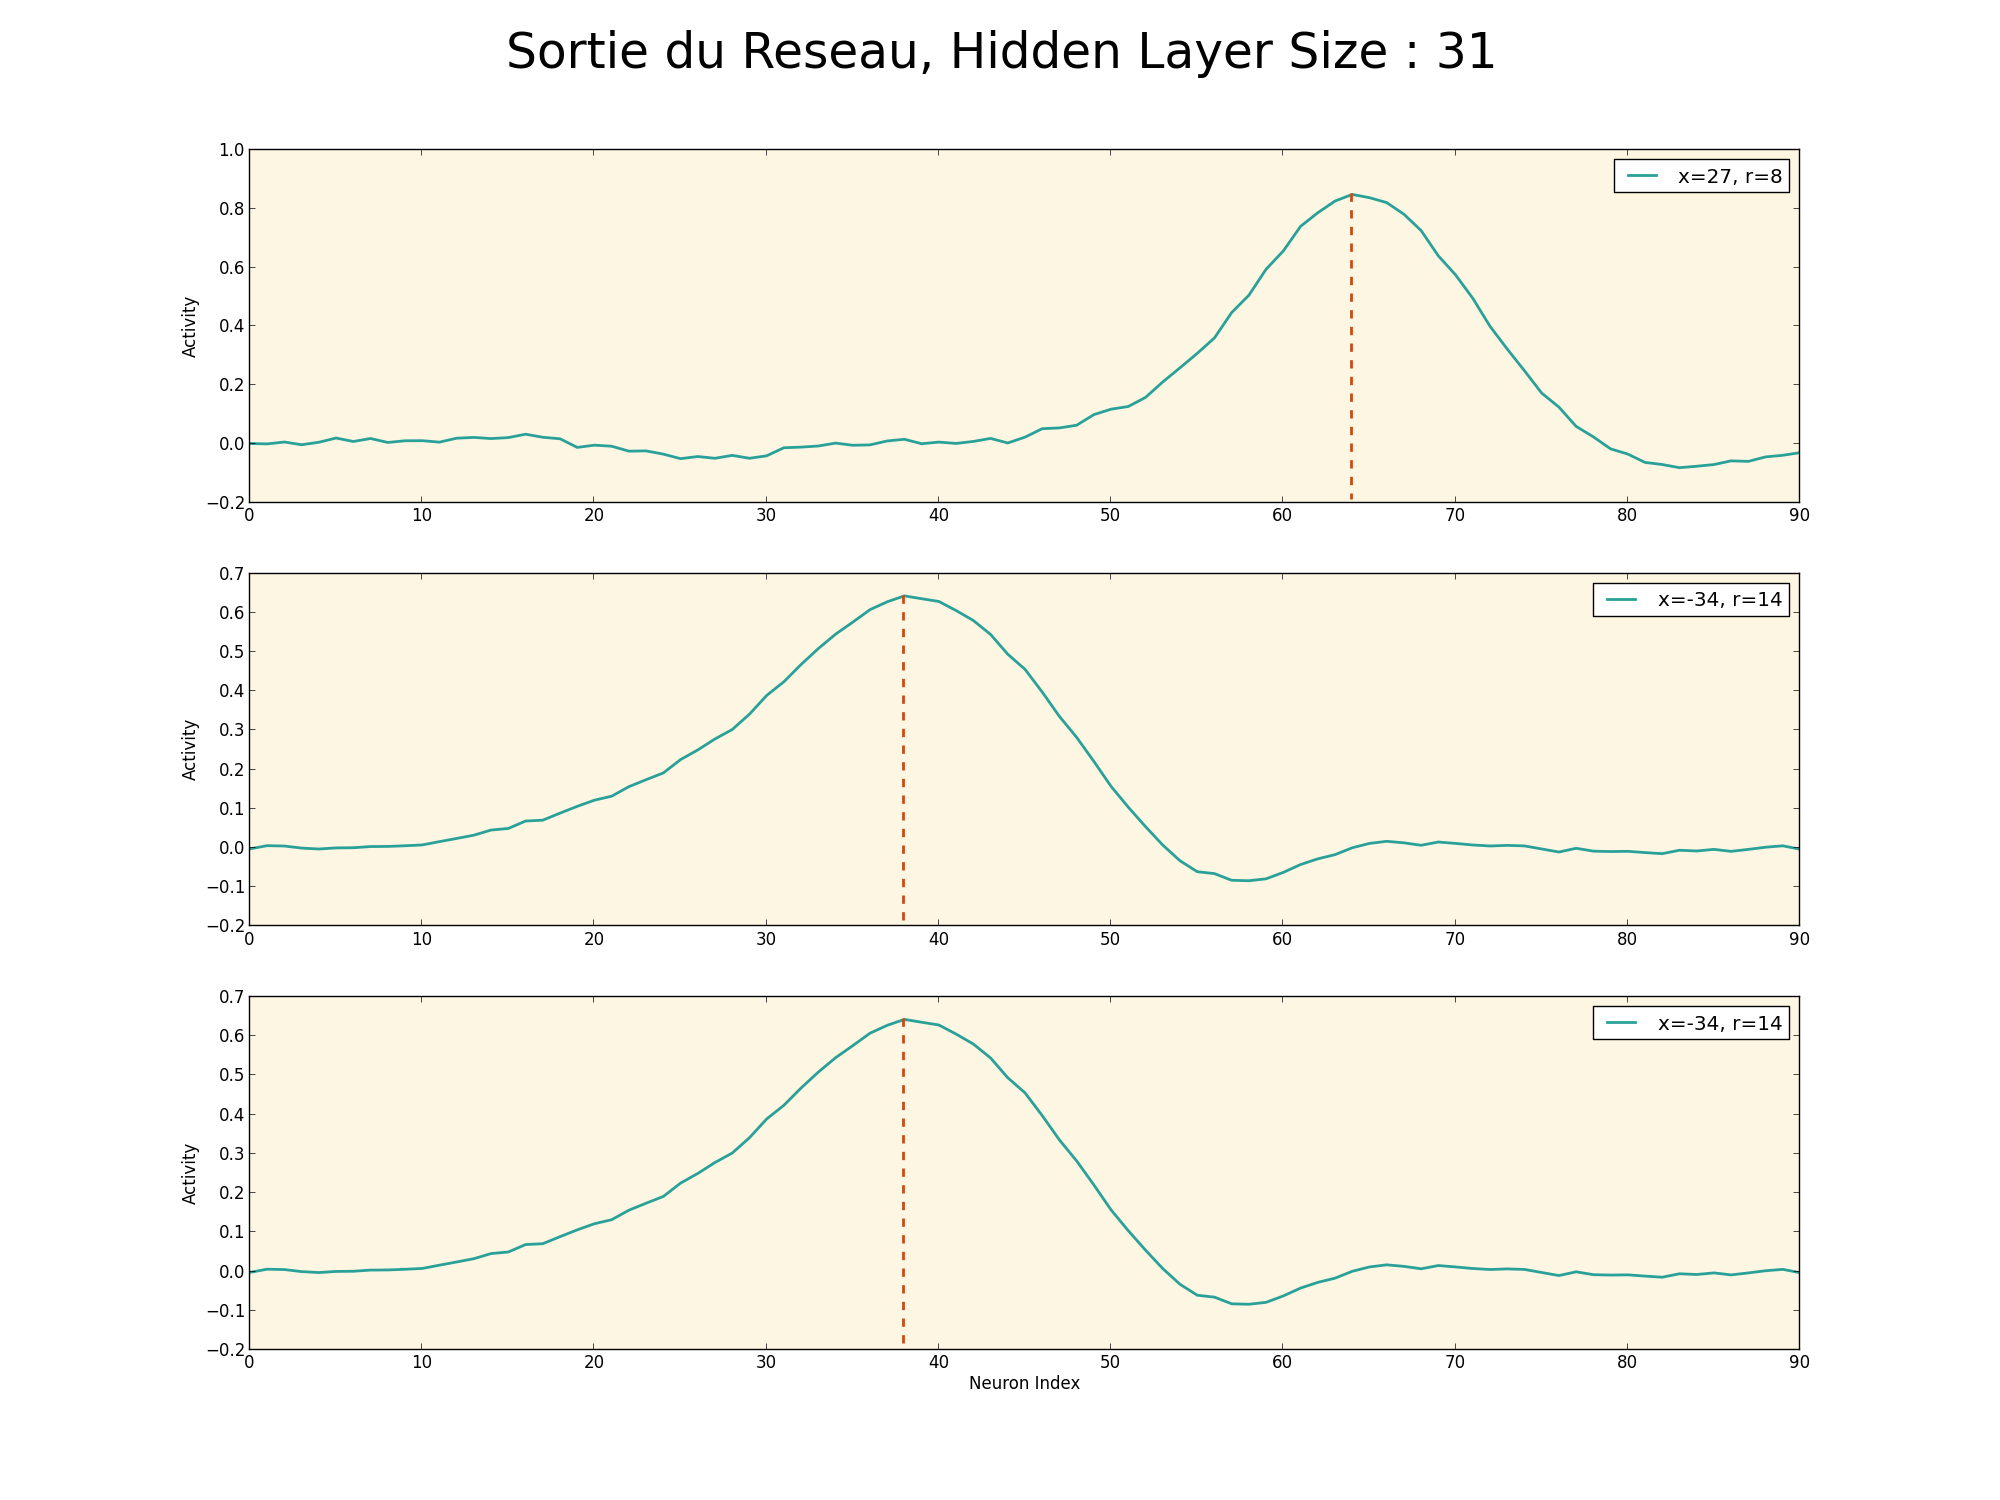 Sortie du Reseau, Hidden Layer Size : 31
1.0
0.8
0.6
0.4
0.2
0.0
−0.2
Activity
x=27, r=8
0 10 20 30 40 50 60 70 80 90
0.7
0.6
0.5
0.4
0.3
0.2
0.1
0.0
−0.1
−0.2
Activity
x=-34, r=14
0 10 20 30 40 50 60 70 80 90
0.7
0.6
0.5
0.4
0.3
0.2
0.1
0.0
−0.1
−0.2
Activity
x=-34, r=14
0 10 20 30 40 50 60 70 80 90
Neuron Index